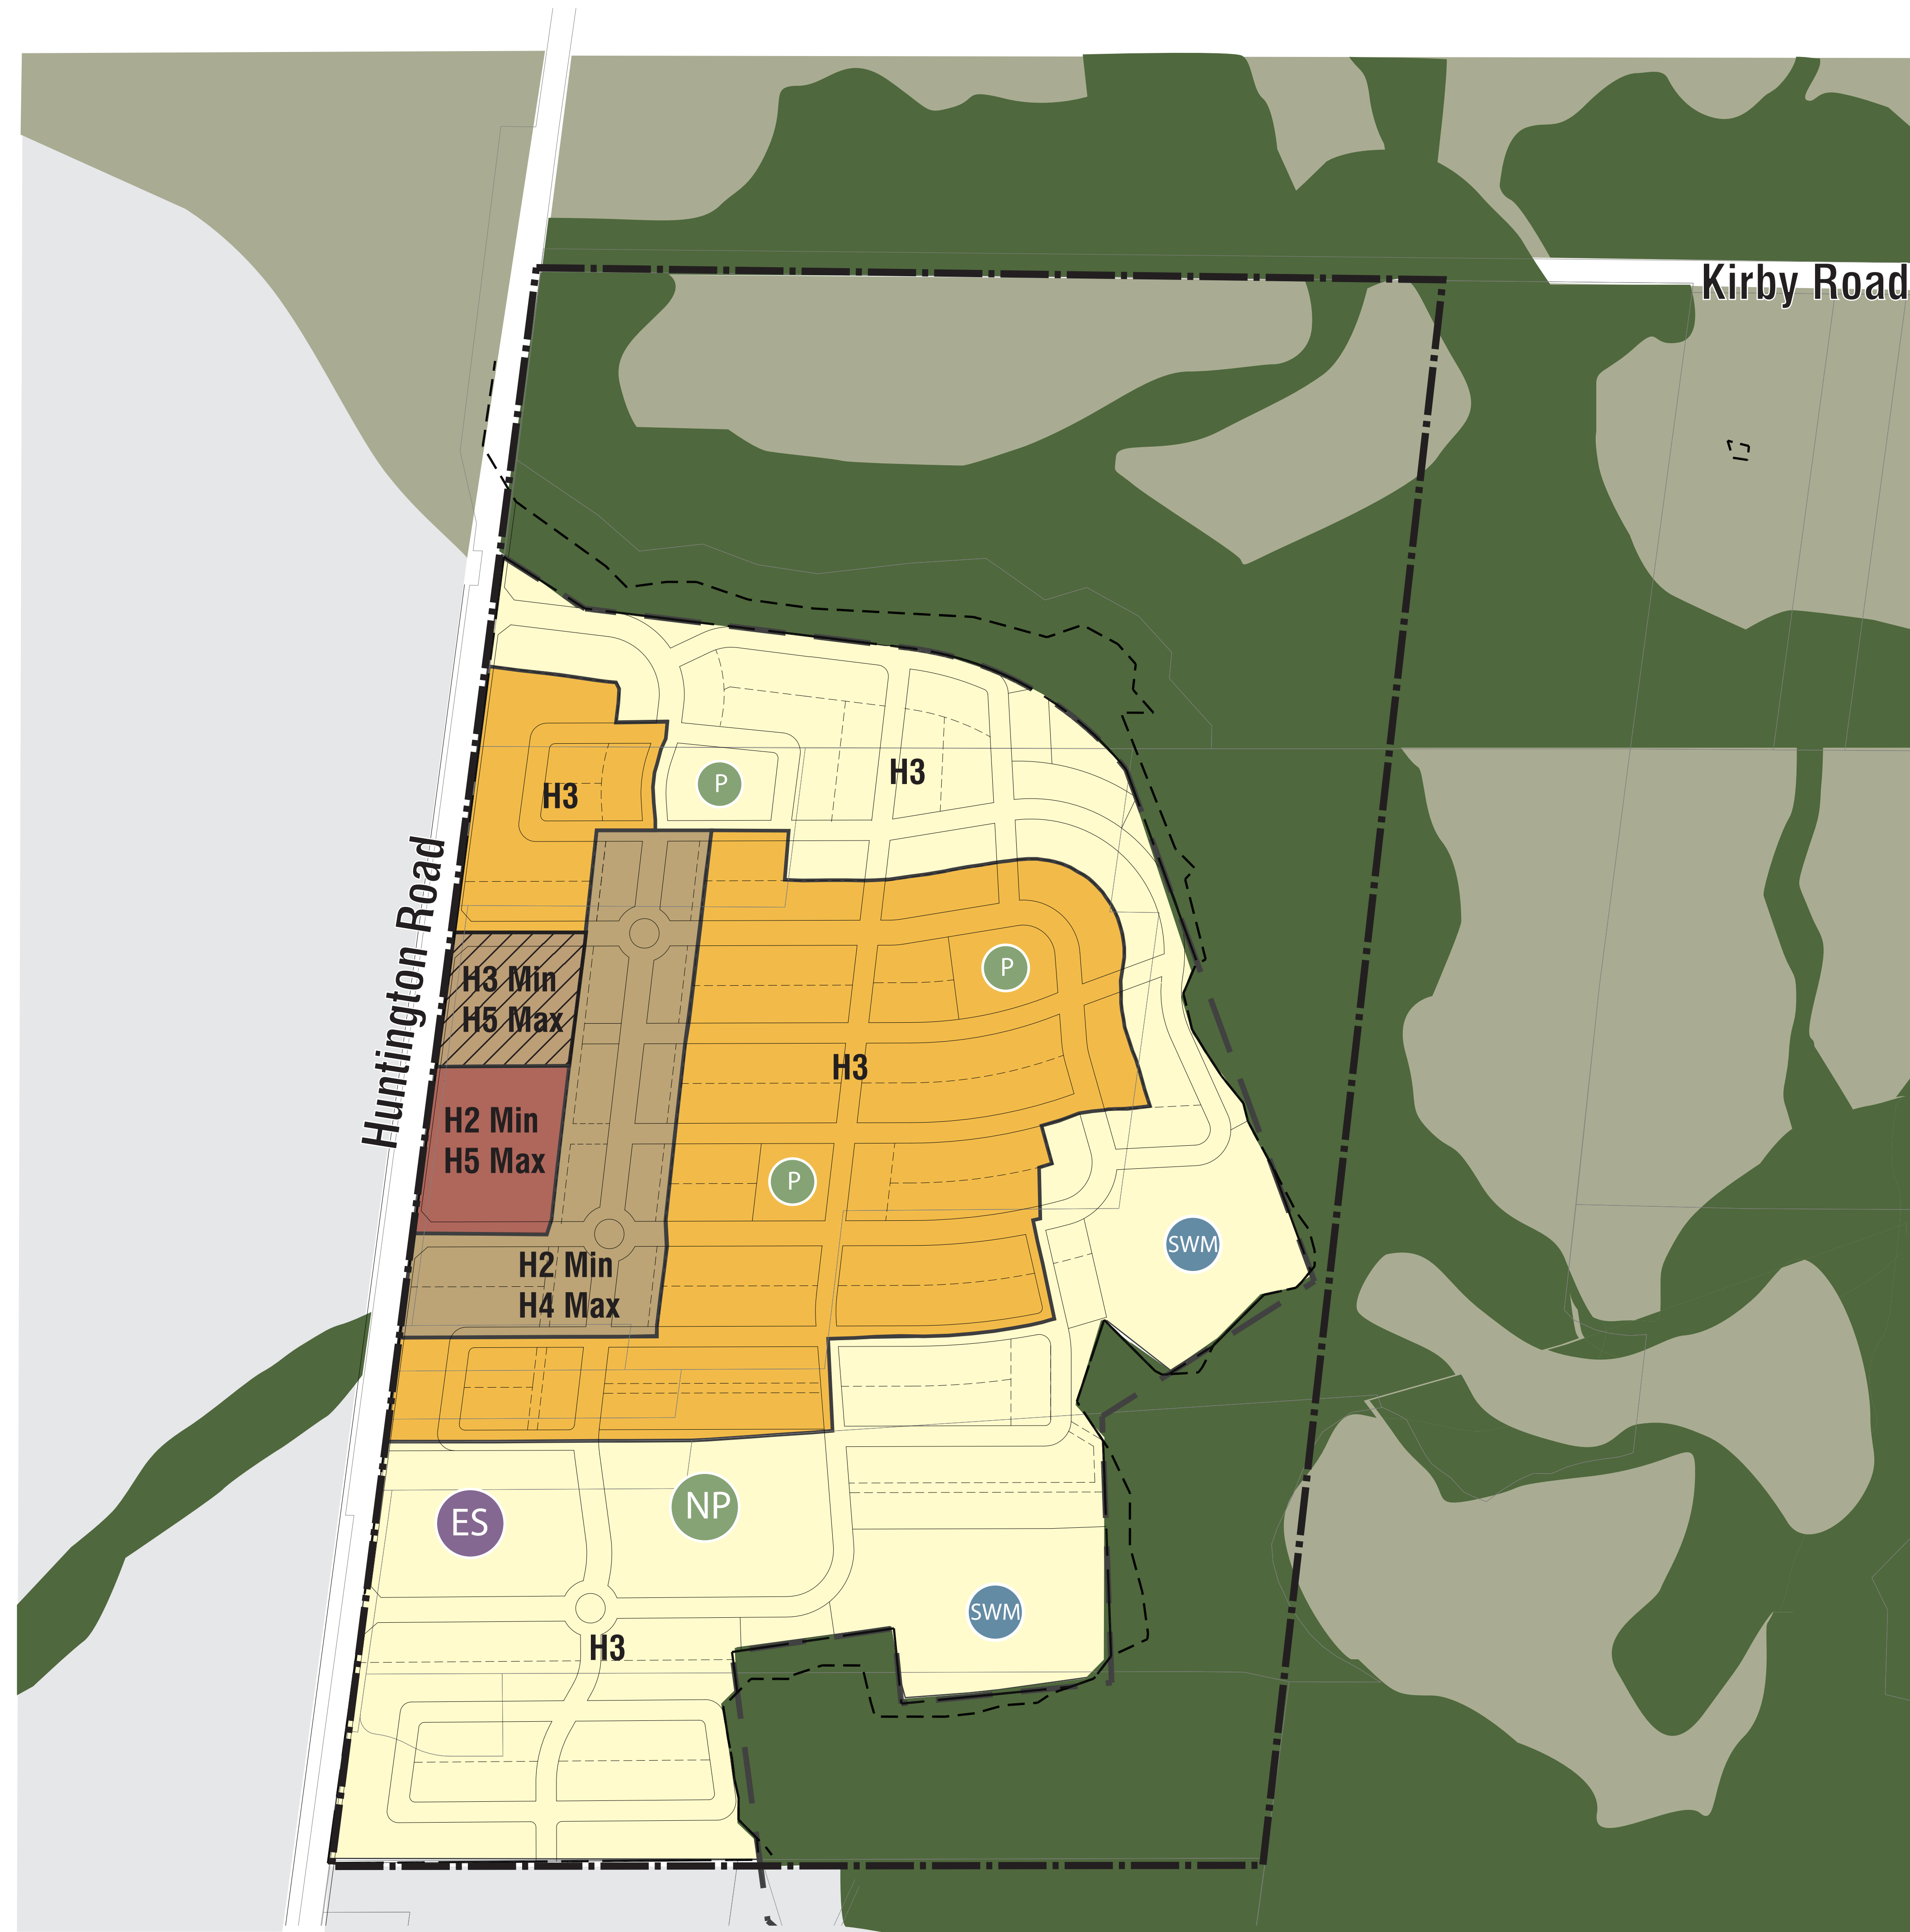 Kirby Road
H3
P
H3
P
Huntington Road
H3 Min
H5 Max
H3
H2 Min
H5 Max
P
SWM
H2 Min
H4 Max
ES
NP
SWM
H3